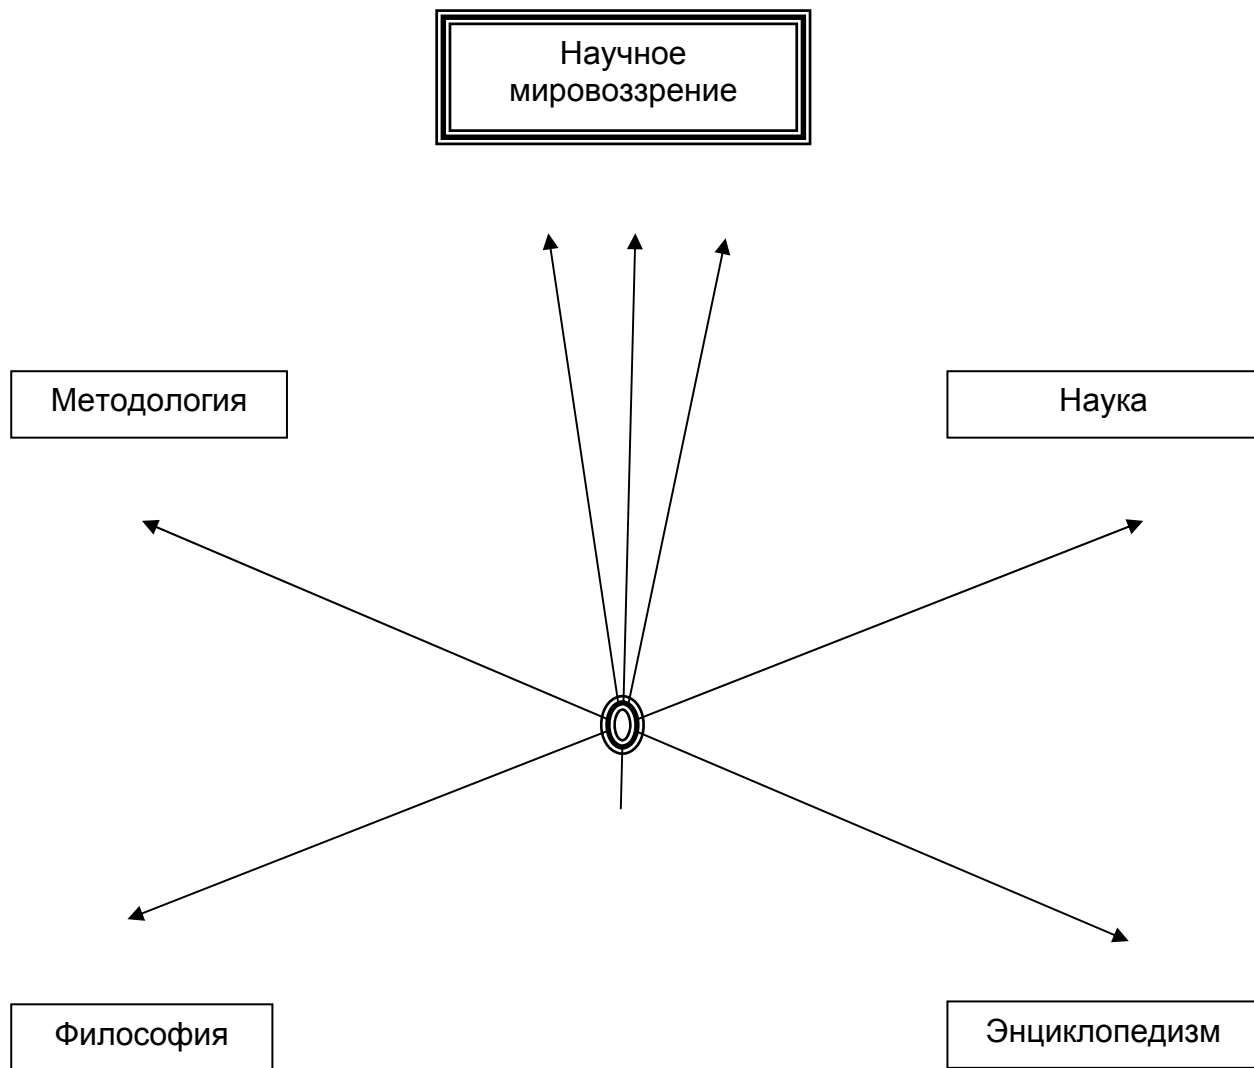 Научное
мировоззрение
Методология
Наука
Философия
Энциклопедизм